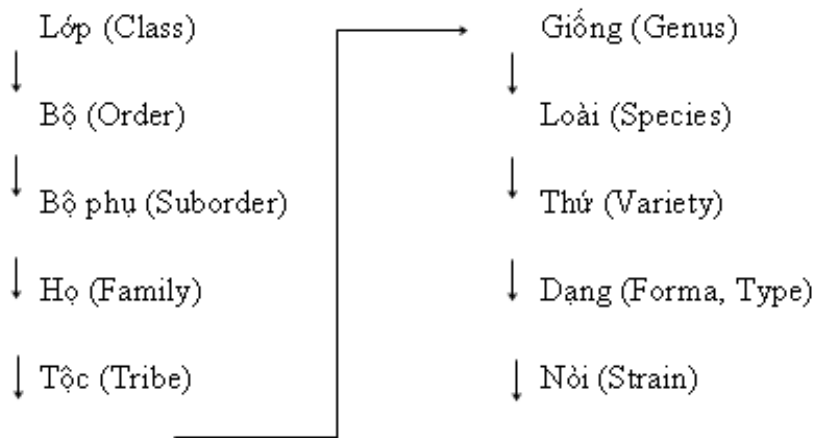 Lớp (Class)
Bộ (Order)
Bộ phụ (Suborder)
Họ (Family)
Tộc (Tribe)
Giống (Genus)
Loài (Species)
Thứ (Variety)
Dạng (Forma, Type)
Nòi (Strain)